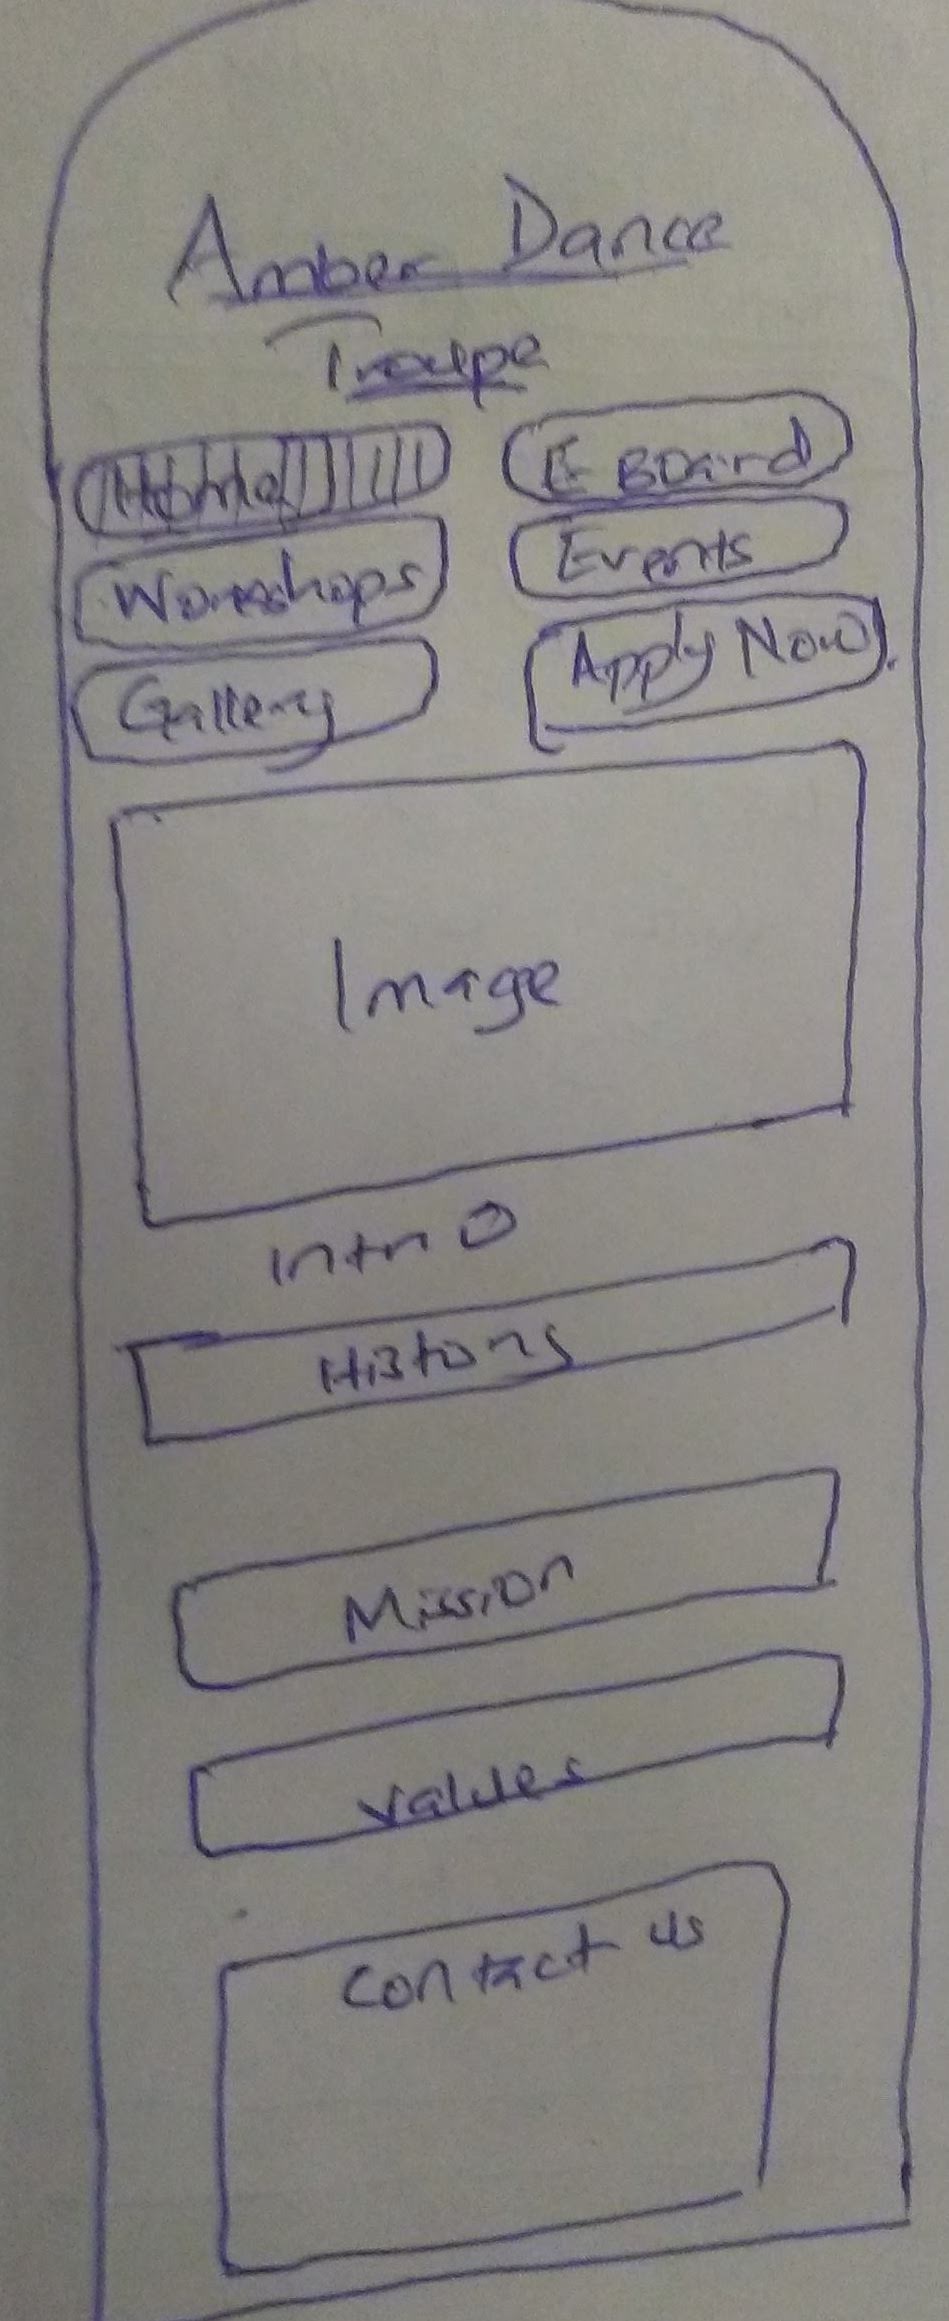 Amber Dance
Troupe
Home
E-Board
Workshops
Events
Gallery
Apply Now
Image
Intro
History
Mission
Values
Contact us